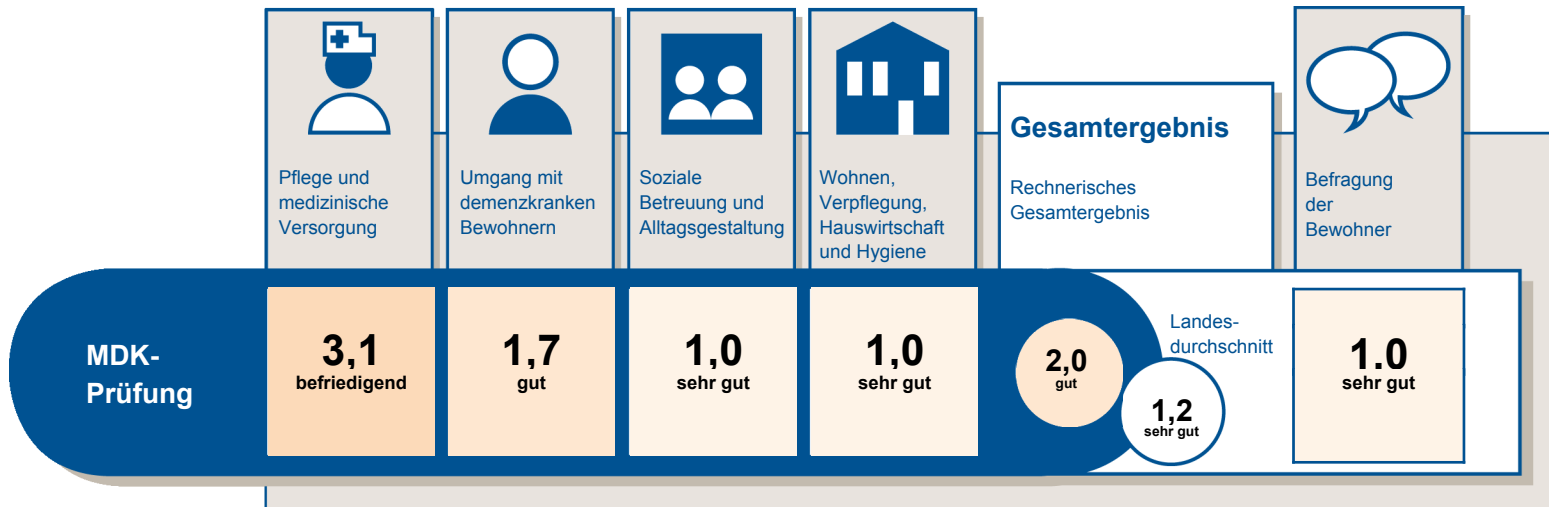 Pflege und
medizinische
Versorgung
Umgang mit
demenzkranken
Bewohnern
Soziale
Betreuung und
Alltagsgestaltung
Wohnen,
Verpflegung,
Hauswirtschaft
und Hygiene
Gesamtergebnis
Rechnerisches
Gesamtergebnis
Befragung
der
Bewohner
MDK-
Prüfung
3,1
befriedigend
1,7
gut
1,0
sehr gut
1,0
sehr gut
2,0
gut
Landes-
durchschnitt
1,2
sehr gut
1.0
sehr gut